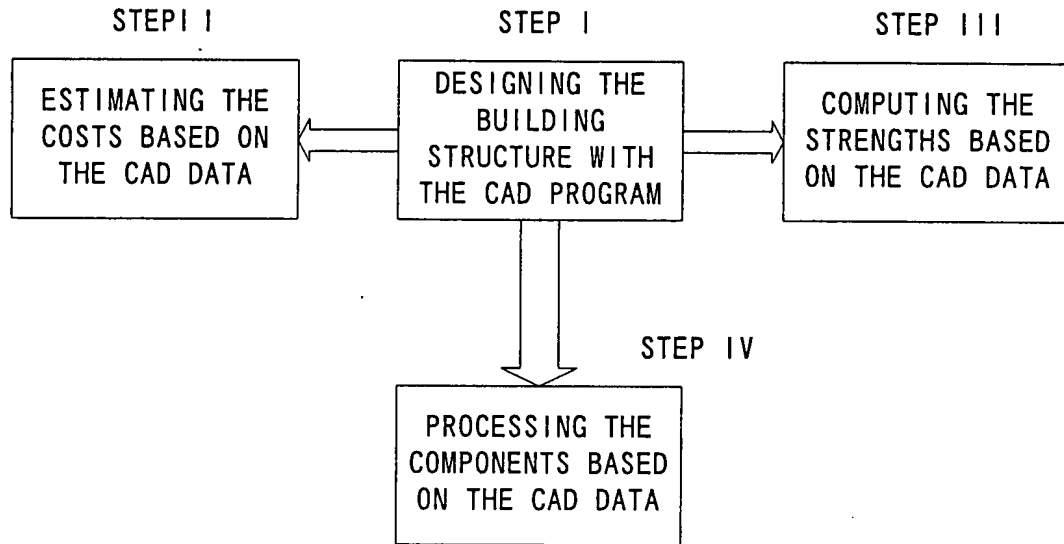 STEPI I
ESTIMATING THE
COSTS BASED ON
THE CAD DATA
STEP I
DESIGNING THE
BUILDING
STRUCTURE WITH
THE CAD PROGRAM
STEP III
COMPUTING THE
STRENGTHS BASED
ON THE CAD DATA
STEP IV
PROCESSING THE
COMPONENTS BASED
ON THE CAD DATA